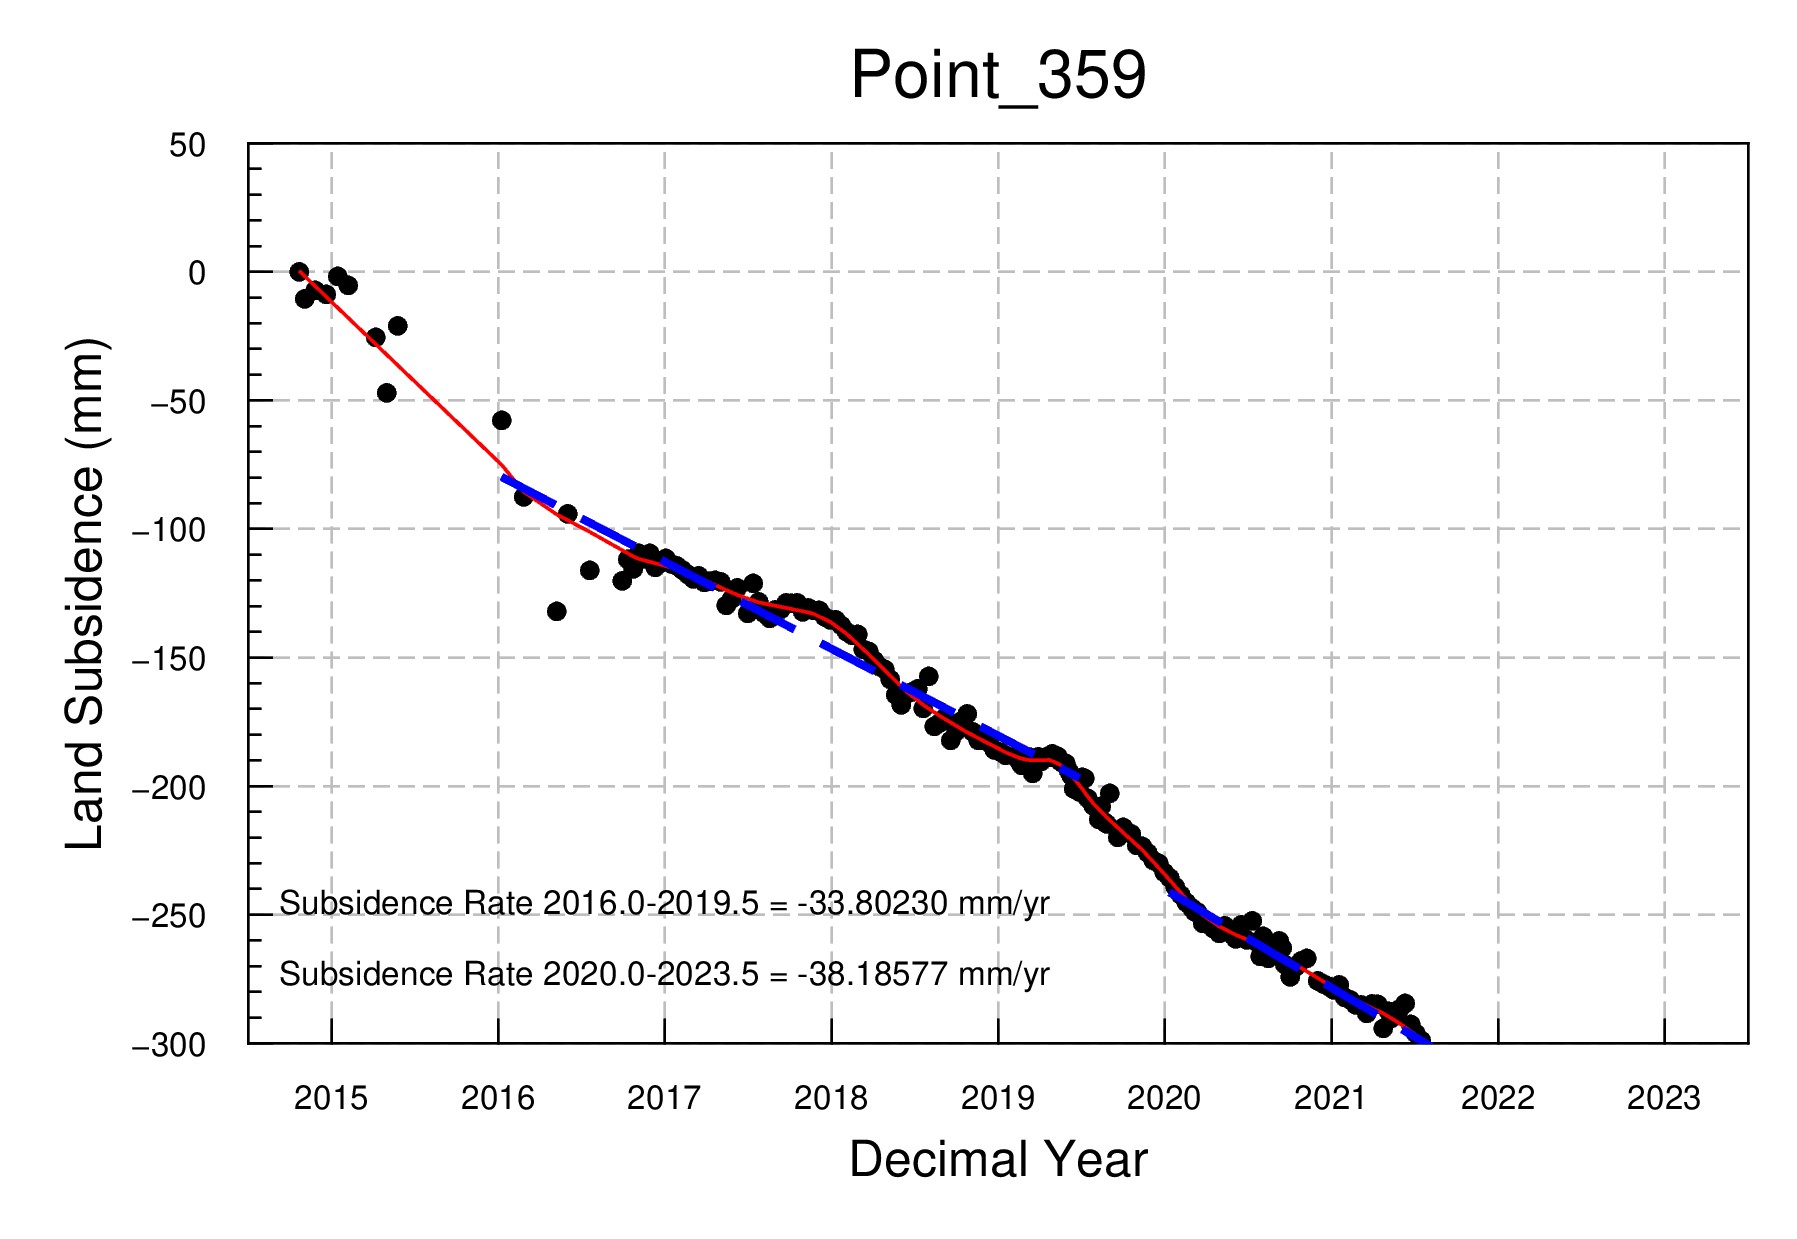 Point_359
50
0
−50
−100
−150
−200
−250
−300
Land Subsidence (mm)
Subsidence Rate 2016.0-2019.5 = -33.80230 mm/yr
Subsidence Rate 2020.0-2023.5 = -38.18577 mm/yr
2015 2016 2017 2018 2019 2020 2021 2022 2023
Decimal Year